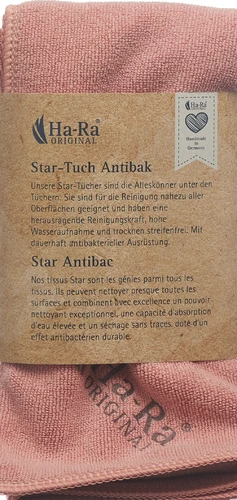 Ha-Ra®
ORIGINAL
Ha-Ra®
Handmade
in
Germany
Star-Tuch Antibak
Unsere Star-Tücher sind die Alleskönner unter den
Tüchern. Sie sind für die Reinigung nahezu aller
Oberflächen geeignet und haben eine
herausragende Reinigungskraft, hohe
Wasseraufnahme und trocknen streifenfrei. Mit
dauerhaft antibakterieller Ausrüstung.
Star Antibac
Nos tissus Star sont les génies parmi tous les
tissus. Ils peuvent nettoyer presque toutes les
surfaces et combinent avec excellence un pouvoir
nettoyant exceptionnel, une capacité d'absorption
d'eau élevée et un séchage sans traces, doté d'un
effet antibactérien durable.
Ha-Ra®
ORIGINAL